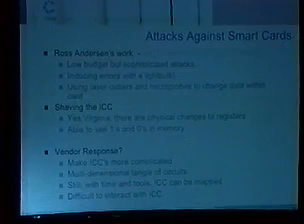 Attacks Against Smart Cards
Ross Andersen's work -
Low budget but sophisticated attacks
Inducing errors with a lightbulb
Using laser cutters and microprobes to change data within
card
Shaving the ICC
Yes Virginia, there are physical changes to registers
Able to use 1's and 0's in memory
Vendor Response?
Make ICC's more complicated
Multi-dimensional tangle of circuits
Still, with time and tools, ICC can be mapped
Difficult to interact with ICC